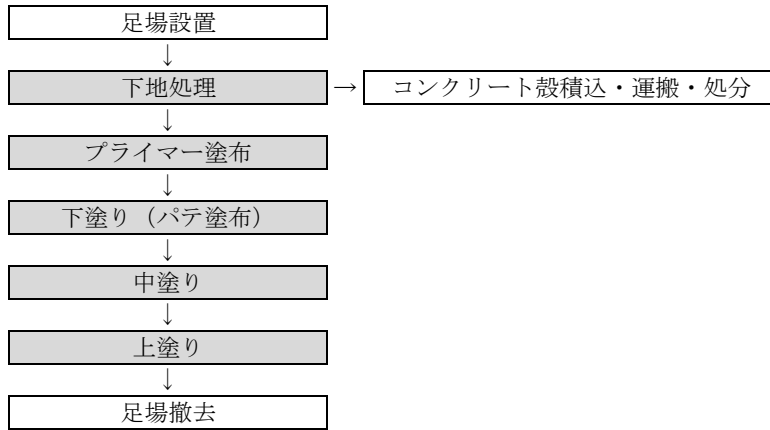 足場設置
↓
下地処理 → コンクリート殻積込・運搬・処分
↓
プライマー塗布
↓
下塗り（パテ塗布）
↓
中塗り
↓
上塗り
↓
足場撤去